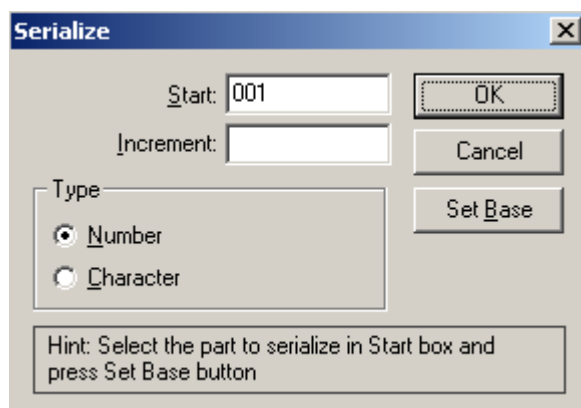 Serialize
Start: 001
OK
Increment:
Cancel
Type
Set Base
Number
Character
Hint: Select the part to serialize in Start box and
press Set Base button